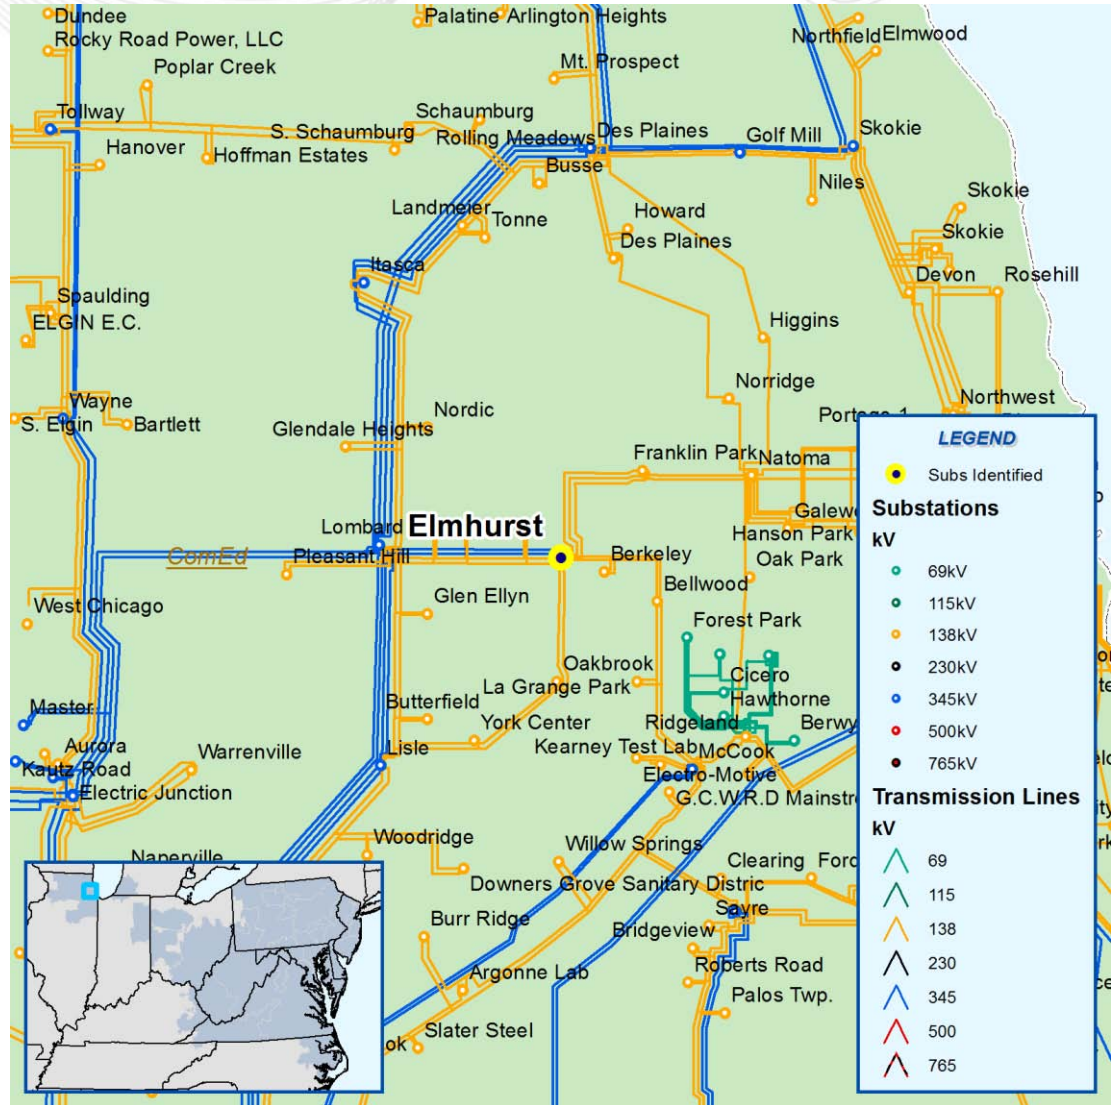 Dundee
Palatine Arlington Heights
Northfield
Elmwood
Rocky Road Power, LLC
Poplar Creek
Mt. Prospect
Tollway
Schaumburg
S. Schaumburg
Rolling Meadows
Des Plaines
Golf Mill
Skokie
Hanover
Hoffman Estates
Busse
Niles
Landmeier
Tonne
Howard
Skokie
Des Plaines
Skokie
Itasca
Devon
Rosehill
Spaulding
ELGIN E.C.
Higgins
Norridge
Wayne
Northwest
S. Elgin
Bartlett
Nordic
Glendale Heights
Franklin Park
Natoma
Lombard
Elmhurst
Hanson Park
ComEd
Pleasant Hill
Berkeley
Oak Park
Bellwood
West Chicago
Glen Ellyn
Forest Park
Oakbrook
Cicero
La Grange Park
Hawthorne
Master
Butterfield
York Center
Ridgeland
Aurora
Warrenville
Lisle
Kearney Test Lab
McCook
Kautz Road
Electro-Motive
Electric Junction
Woodridge
Willow Springs
Naperville
Clearing
Downers Grove Sanitary Distric
Sayre
Burr Ridge
Bridgeview
Argonne Lab
Roberts Road
Palos Twp.
Slater Steel
LEGEND
Subs Identified
Substations
kV
69kV
115kV
138kV
230kV
345kV
500kV
765kV
Transmission Lines
kV
69
115
138
230
345
500
765